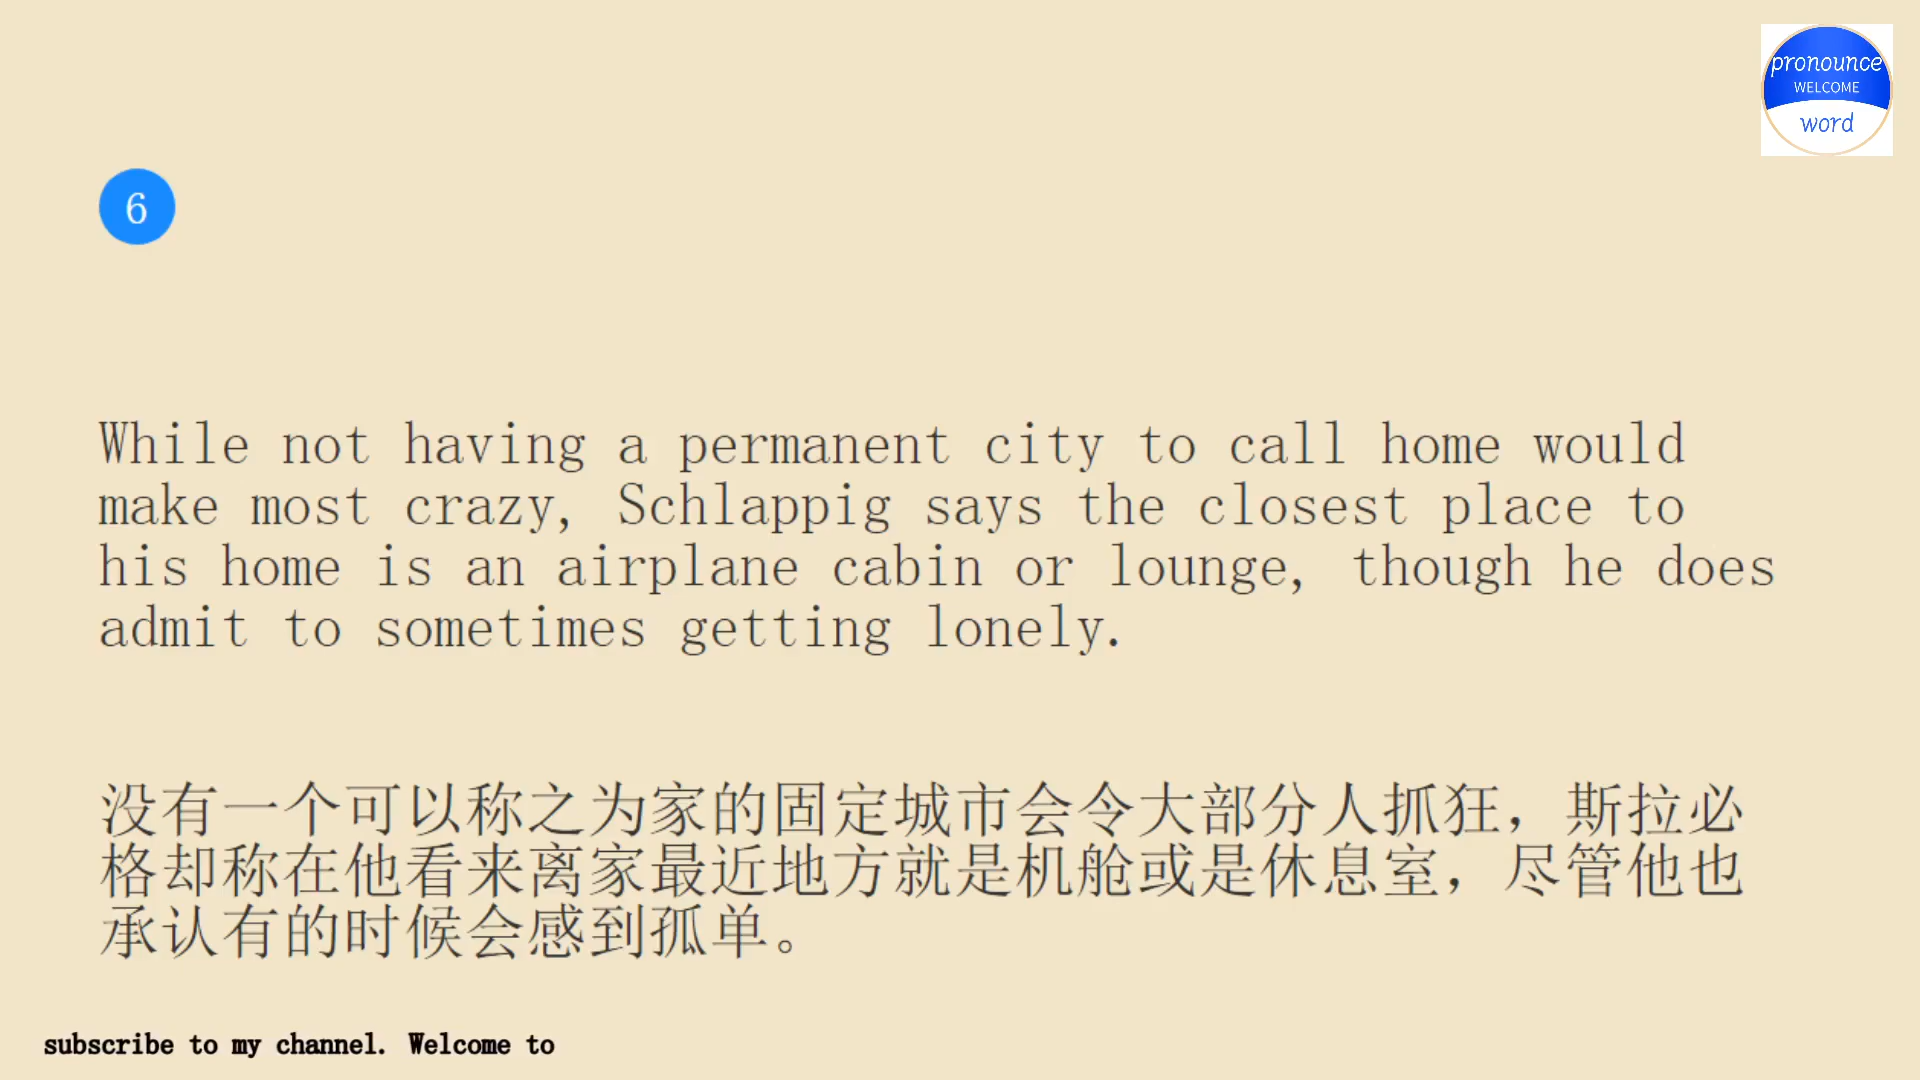 pronounce
WELCOME
word
6
While not having a permanent city to call home would
make most crazy, Schlappig says the closest place to
his home is an airplane cabin or lounge, though he does
admit to sometimes getting lonely.
没有一个可以称之为家的固定城市会令大部分人抓狂，斯拉必
格却称在他看来离家最近地方就是机舱或是休息室，尽管他也
承认有的时候会感到孤单。
subscribe to my channel. Welcome to